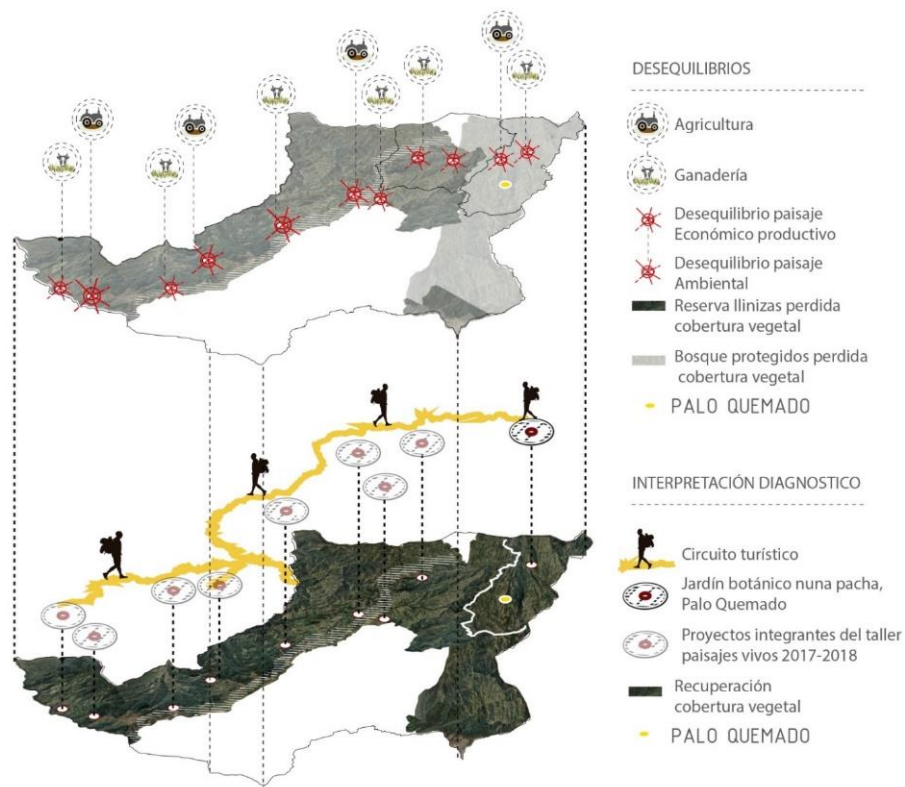 DESEQUILIBRIOS
Agricultura
Ganadería
Desequilibrio paisaje
Económico productivo
Desequilibrio paisaje
Ambiental
Reserva llinizas perdida
cobertura vegetal
Bosque protegidos perdida
cobertura vegetal
PALO QUEMADO
INTERPRETACIÓN DIAGNOSTICO
Circuito turístico
Jardín botánico nuna pacha,
Palo Quemado
Proyectos integrantes del taller
paisajes vivos 2017-2018
Recuperación
cobertura vegetal
PALO QUEMADO